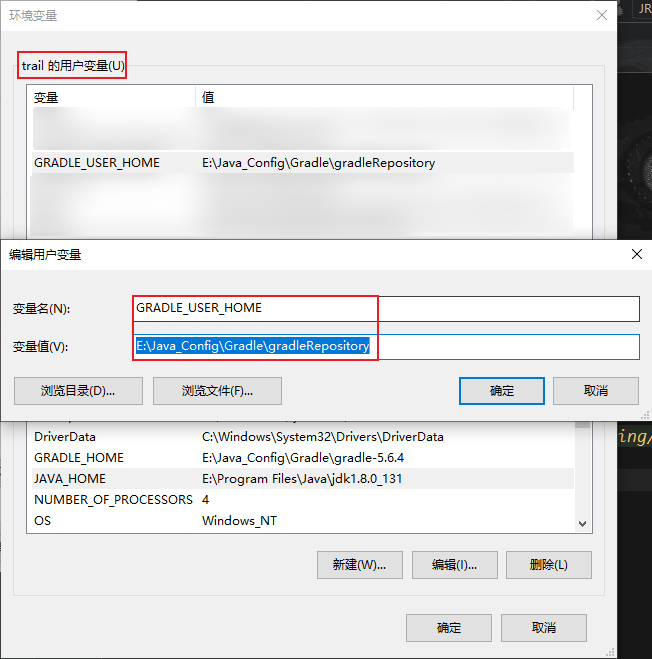 环境变量
JR
trail 的用户变量(U)
变量 值
GRADLE_USER_HOME E:\Java_Config\Gradle\gradleRepository
编辑用户变量
变量名(N): GRADLE_USER_HOME
变量值(V): E:\Java_Config\Gradle\gradleRepository
浏览目录(D)... 浏览文件(F)... 确定 取消
DriverData C:\Windows\System32\Drivers\DriverData
ing/
GRADLE_HOME E:\Java_Config\Gradle\gradle-5.6.4
JAVA_HOME E:\Program Files\Java\jdk1.8.0_131
NUMBER_OF_PROCESSORS 4
OS Windows_NT
新建(W)... 编辑(I)... 删除(L)
确定 取消